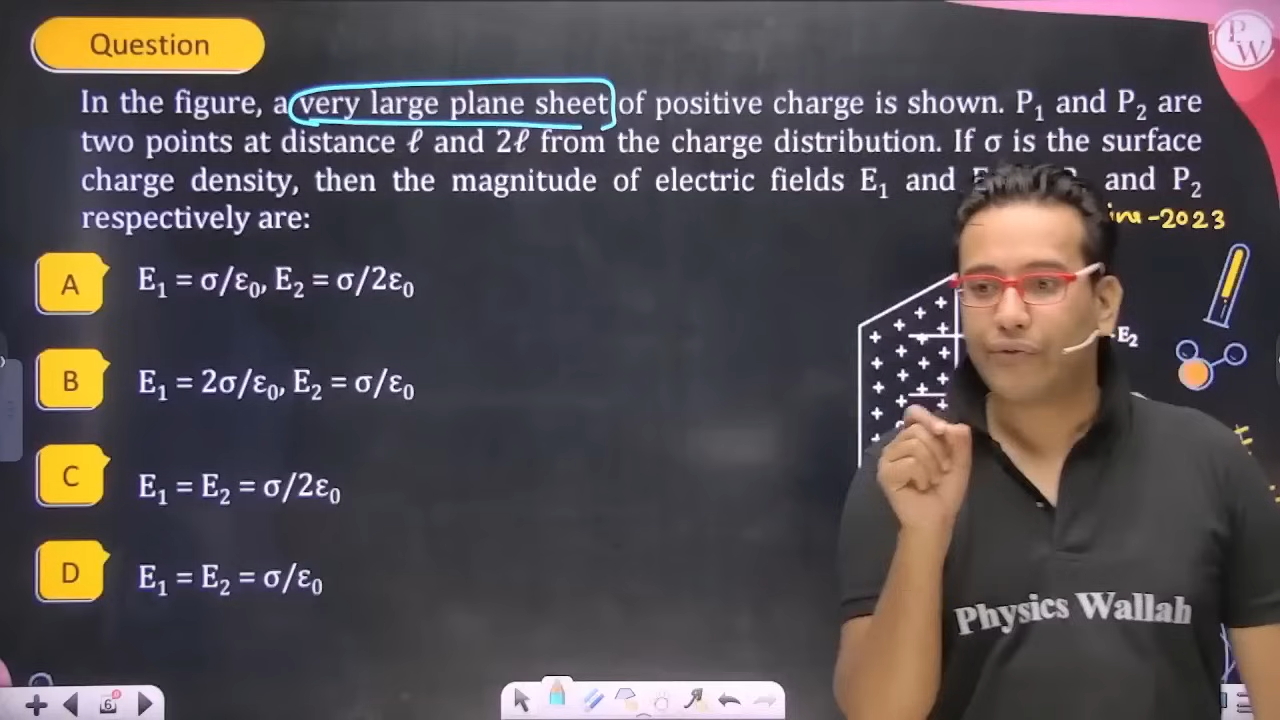 Question
P
W
In the figure, a very large plane sheet of positive charge is shown. P₁ and P₂ are
two points at distance ℓ and 2ℓ from the charge distribution. If σ is the surface
charge density, then the magnitude of electric fields E₁ and and P₂
respectively are:
-2023
A E₁ = σ/ε₀, E₂ = σ/2ε₀
B E₁ = 2σ/ε₀, E₂ = σ/ε₀
C E₁ = E₂ = σ/2ε₀
D E₁ = E₂ = σ/ε₀
E₂
Physics Wallah
6